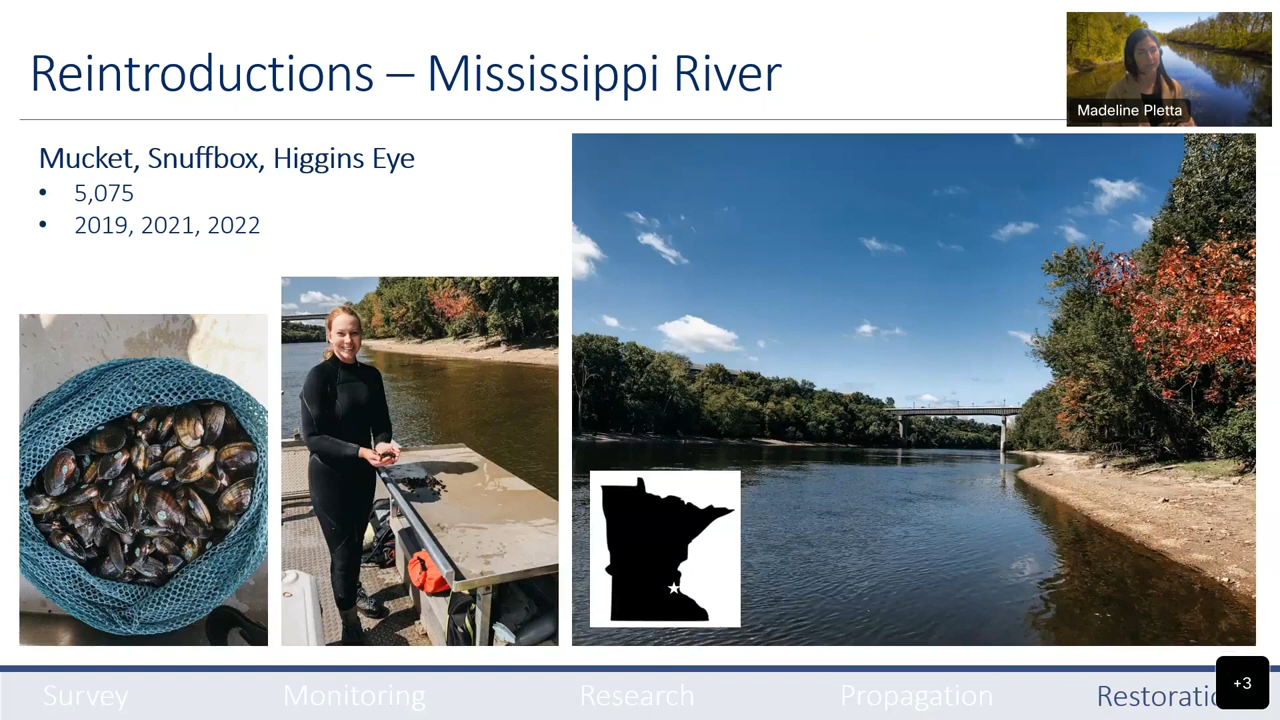 Reintroductions – Mississippi River
Madeline Pletta
Mucket, Snuffbox, Higgins Eye
• 5,075
• 2019, 2021, 2022
Survey Monitoring Research Propagation
+3